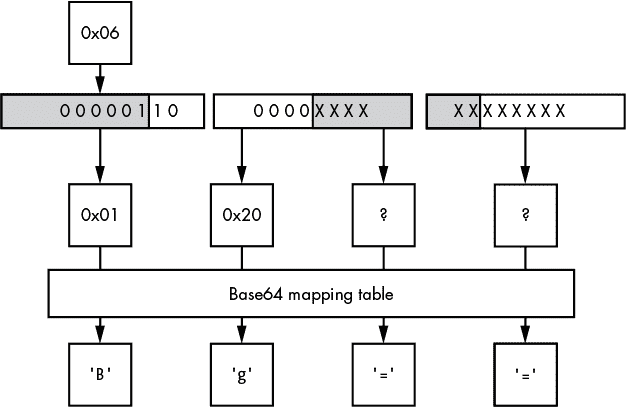 0x06
0 0 0 0 0 1 1 0
0 0 0 0 X X X X
X X X X X X X X
0x01
0x20
?
?
Base64 mapping table
'B'
'g'
'='
'='